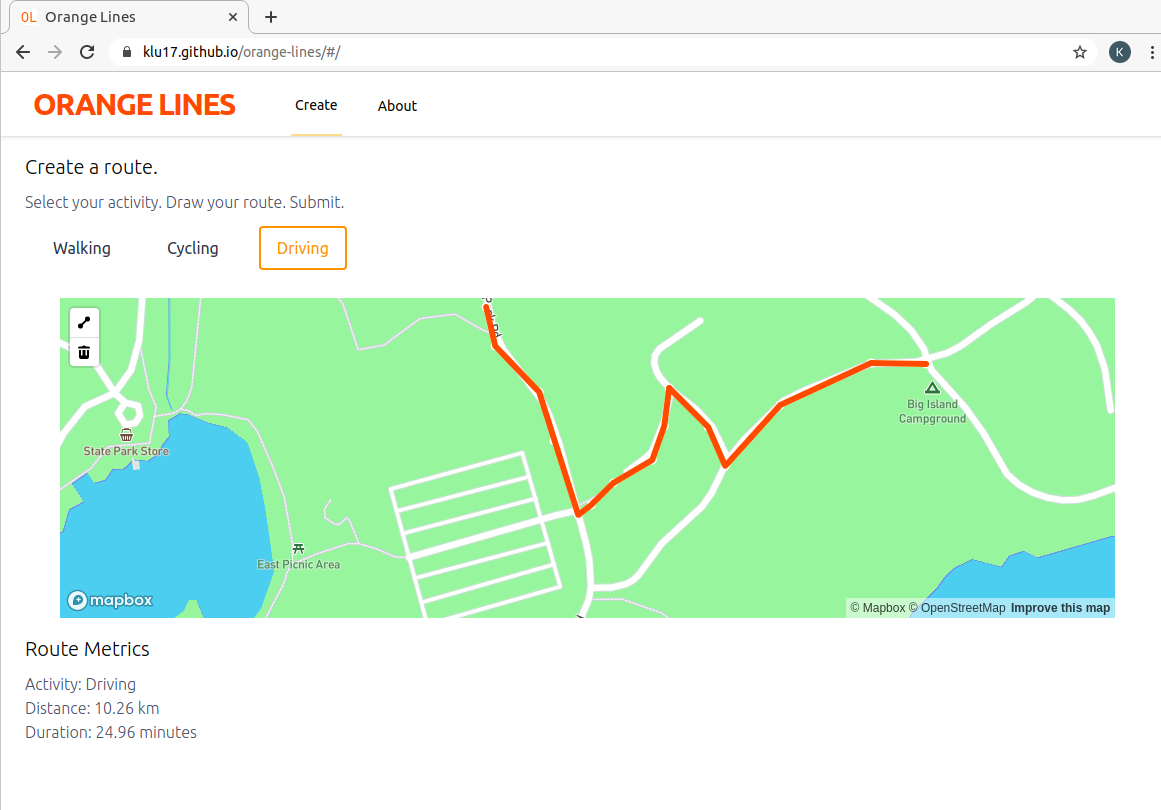 OL Orange Lines
klu17.github.io/orange-lines/#/
K
ORANGE LINES Create About
Create a route.
Select your activity. Draw your route. Submit.
Walking Cycling Driving
Rd
Big Island
Campground
State Park Store
East Picnic Area
mapbox
© Mapbox © OpenStreetMap Improve this map
Route Metrics
Activity: Driving
Distance: 10.26 km
Duration: 24.96 minutes